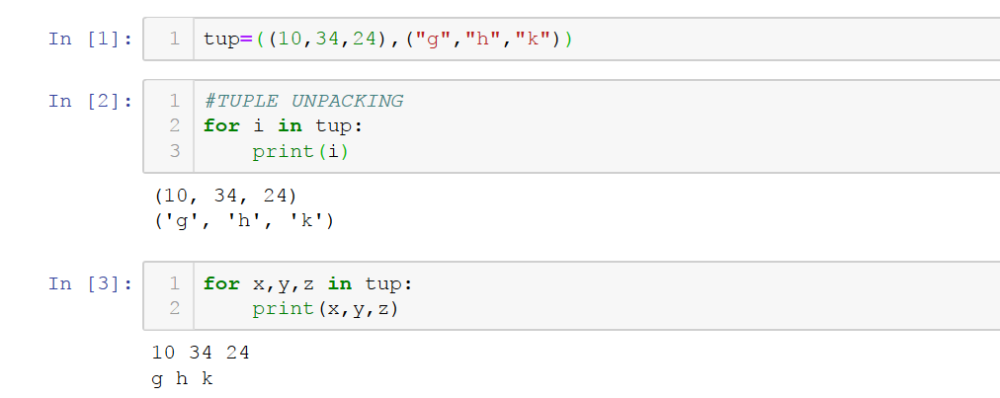 In [1]: 1 tup=((10,34,24),("g","h","k"))
In [2]: 1 #TUPLE UNPACKING
2 for i in tup:
3     print(i)
(10, 34, 24)
('g', 'h', 'k')
In [3]: 1 for x,y,z in tup:
2     print(x,y,z)
10 34 24
g h k